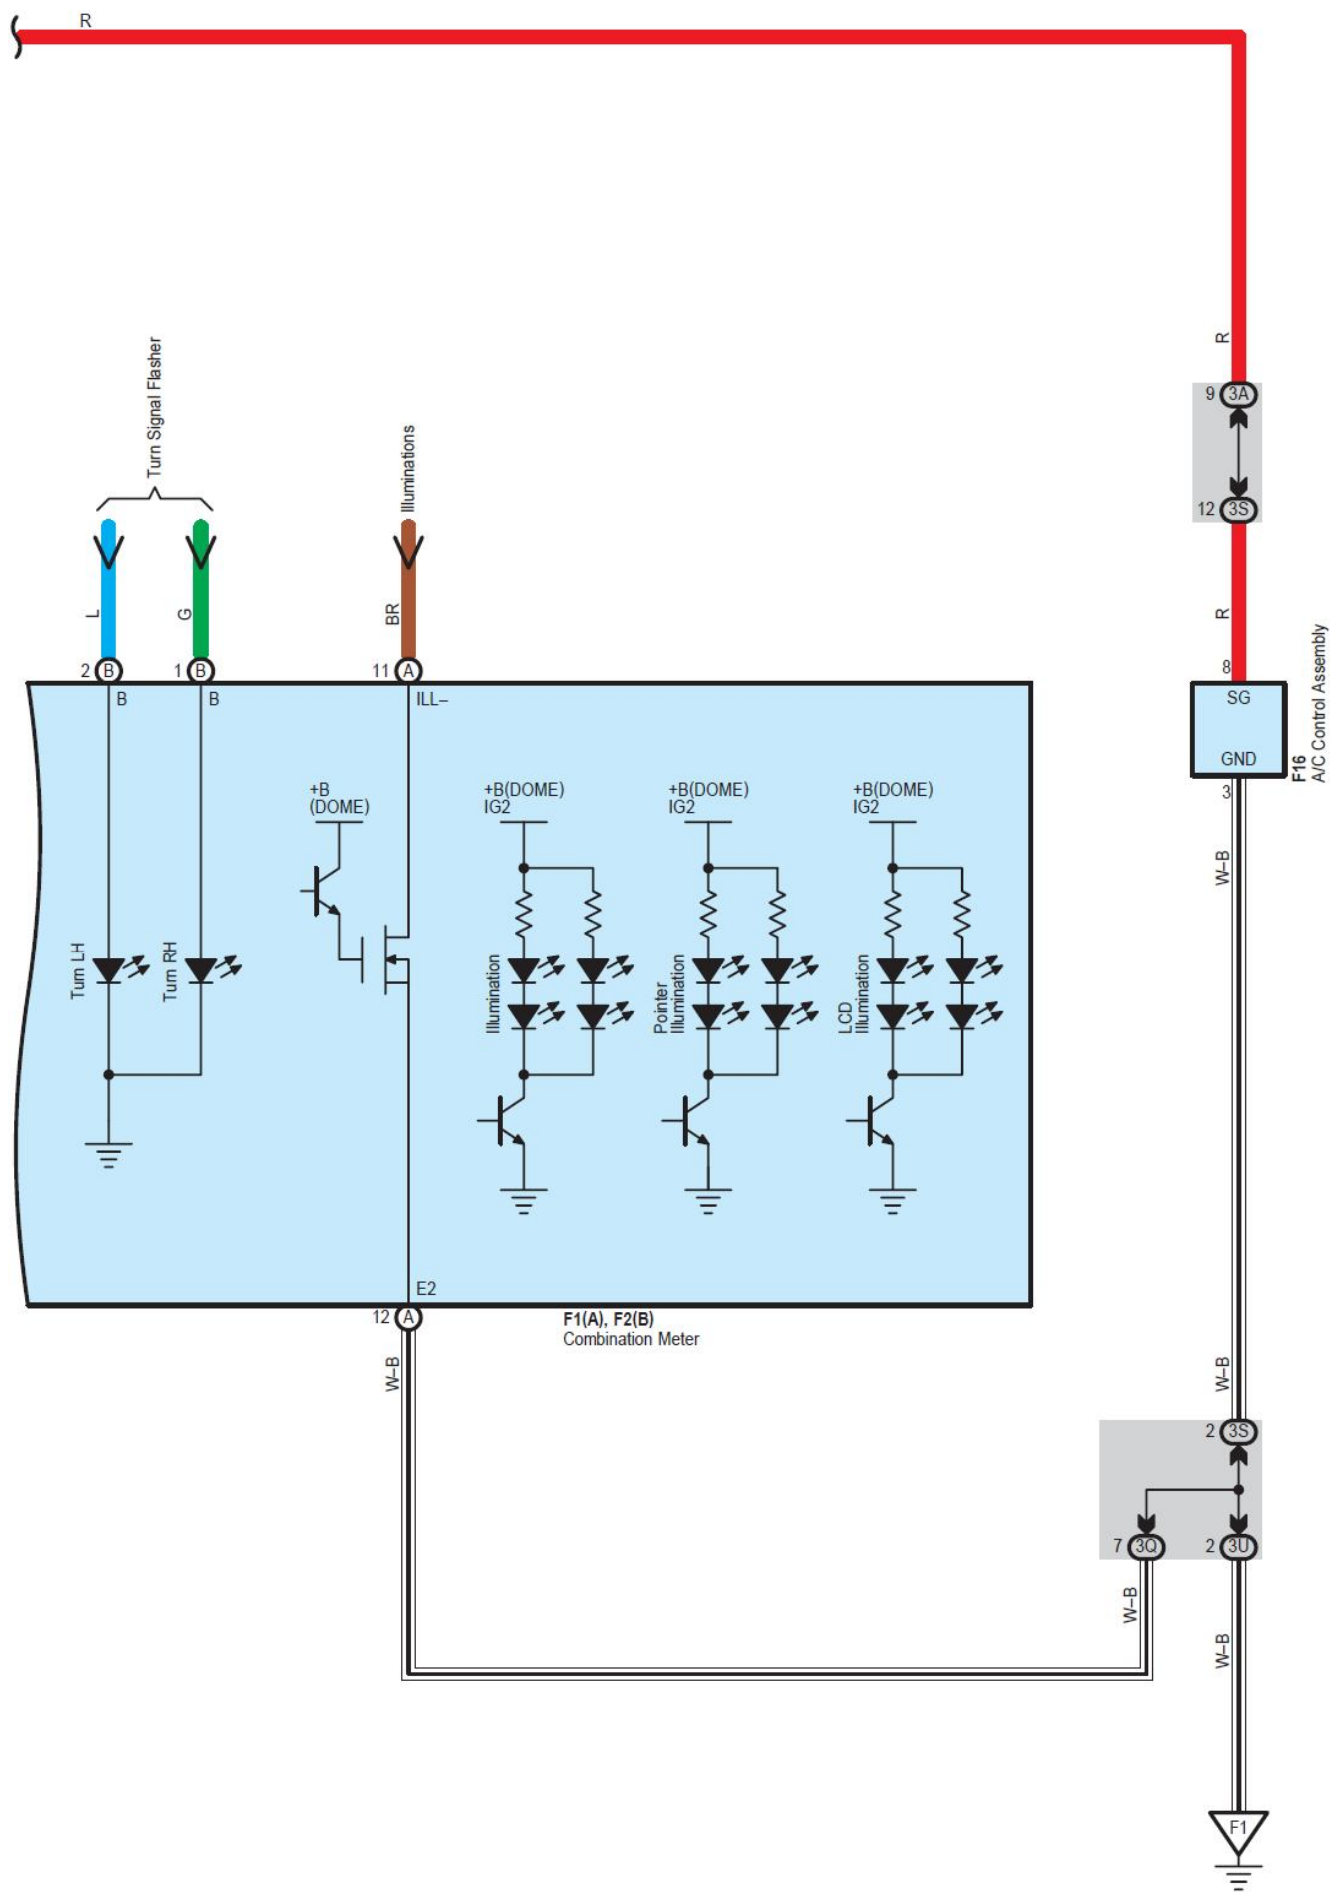 R
R
9 3A
Turn Signal Flasher
Illuminations
12 3S
L
G
BR
R
2 B
1 B
11 A
8
B
B
ILL–
SG
GND
F16
A/C Control Assembly
3
+B
(DOME)
+B(DOME)
IG2
+B(DOME)
IG2
+B(DOME)
IG2
W–B
Turn LH
Turn RH
Illumination
Pointer
Illumination
LCD
Illumination
E2
12 A
F1(A), F2(B)
Combination Meter
W–B
W–B
2 3S
7 3Q
2 3U
W–B
W–B
F1